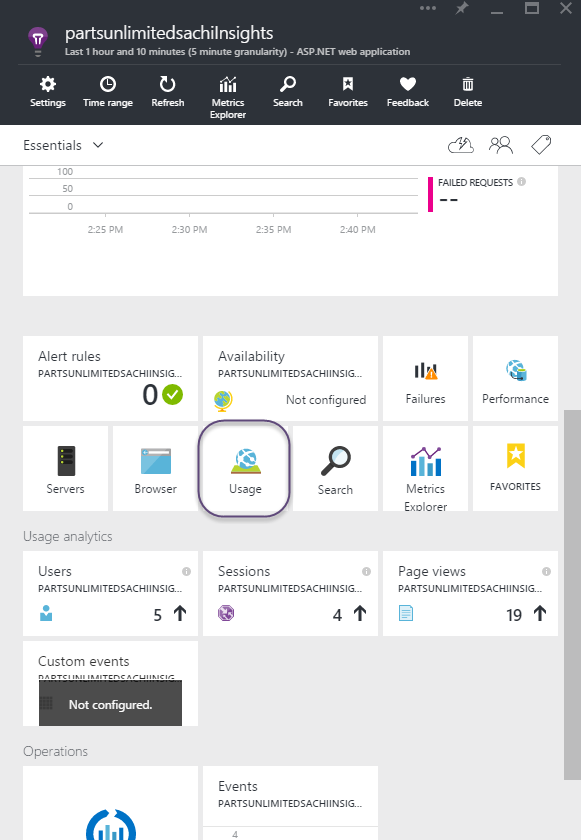 partsunlimitedsachiInsights
Last 1 hour and 10 minutes (5 minute granularity) - ASP.NET web application
Settings
Time range
Refresh
Metrics Explorer
Search
Favorites
Feedback
Delete
Essentials
100
50
0
2:25 PM
2:30 PM
2:35 PM
2:40 PM
FAILED REQUESTS
--
Alert rules
PARTSUNLIMITEDSACHIINSIG...
0
Availability
PARTSUNLIMITEDSACHIINSIG...
Not configured
Failures
Performance
Servers
Browser
Usage
Search
Metrics
Explorer
FAVORITES
Usage analytics
Users
PARTSUNLIMITEDSACHIINSIG...
5
Sessions
PARTSUNLIMITEDSACHIINSIG...
4
Page views
PARTSUNLIMITEDSACHIINSIG...
19
Custom events
PARTSUNLIMITEDSACHIINSIG...
Not configured.
Operations
Events
PARTSUNLIMITEDSACHIINSIG...
4